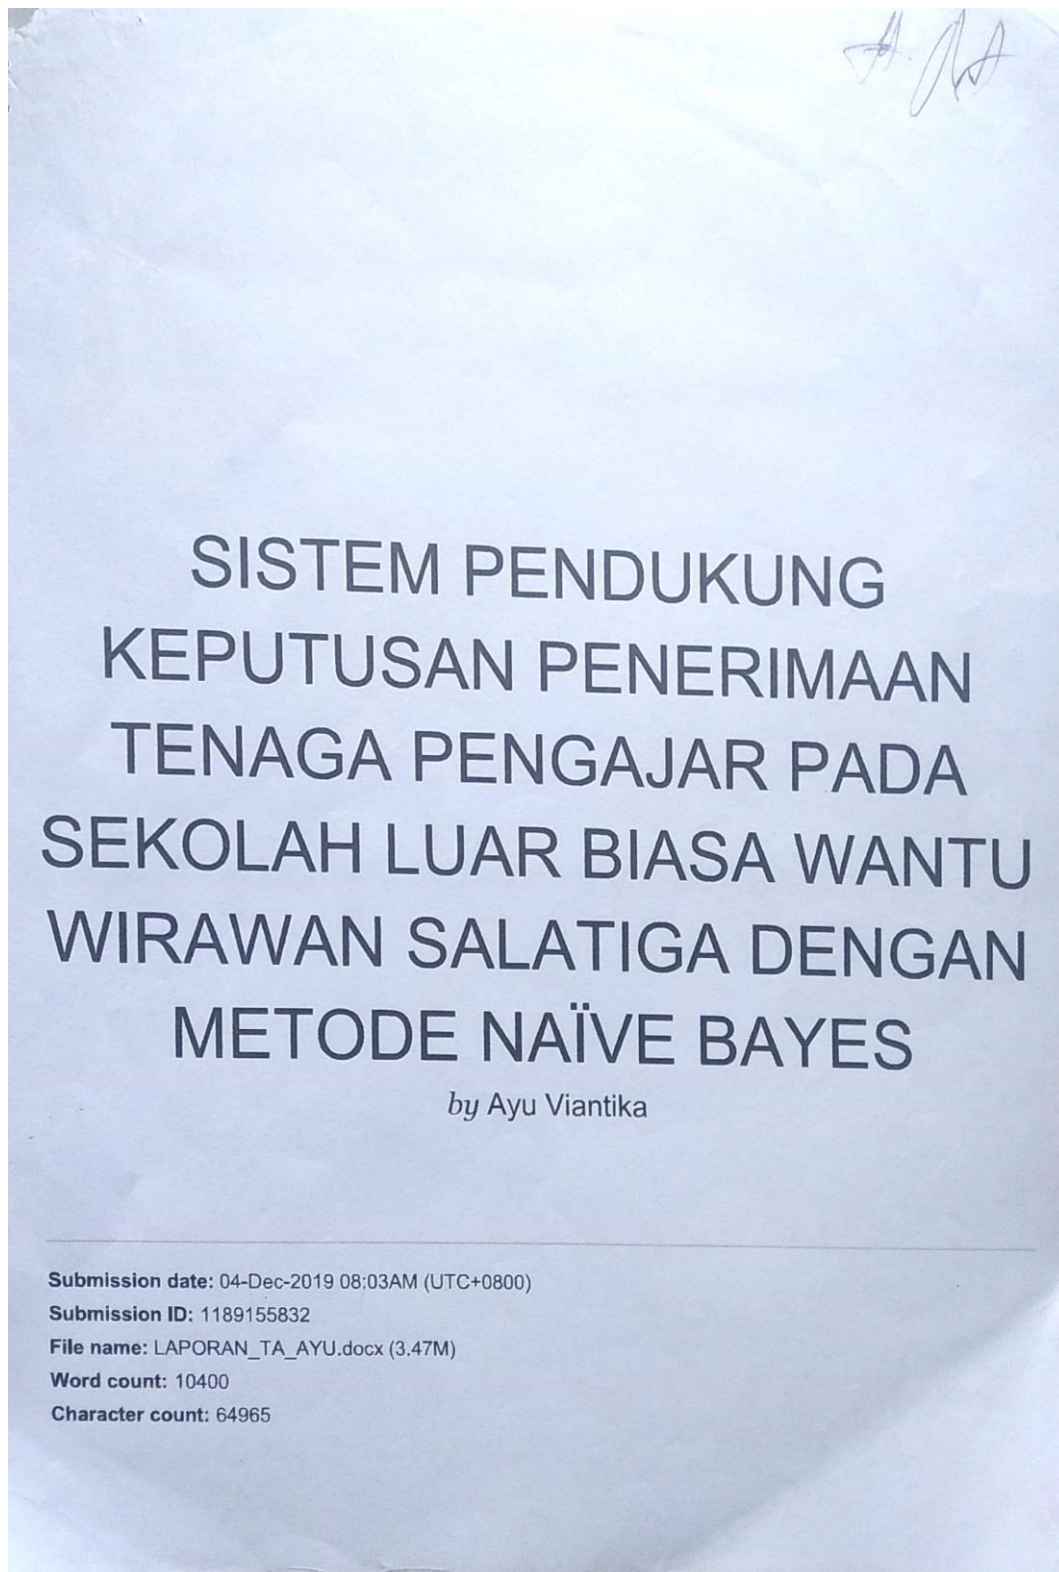 SISTEM PENDUKUNG
KEPUTUSAN PENERIMAAN
TENAGA PENGAJAR PADA
SEKOLAH LUAR BIASA WANTU
WIRAWAN SALATIGA DENGAN
METODE NAÏVE BAYES
by Ayu Viantika
Submission date: 04-Dec-2019 08:03AM (UTC+0800)
Submission ID: 1189155832
File name: LAPORAN_TA_AYU.docx (3.47M)
Word count: 10400
Character count: 64965